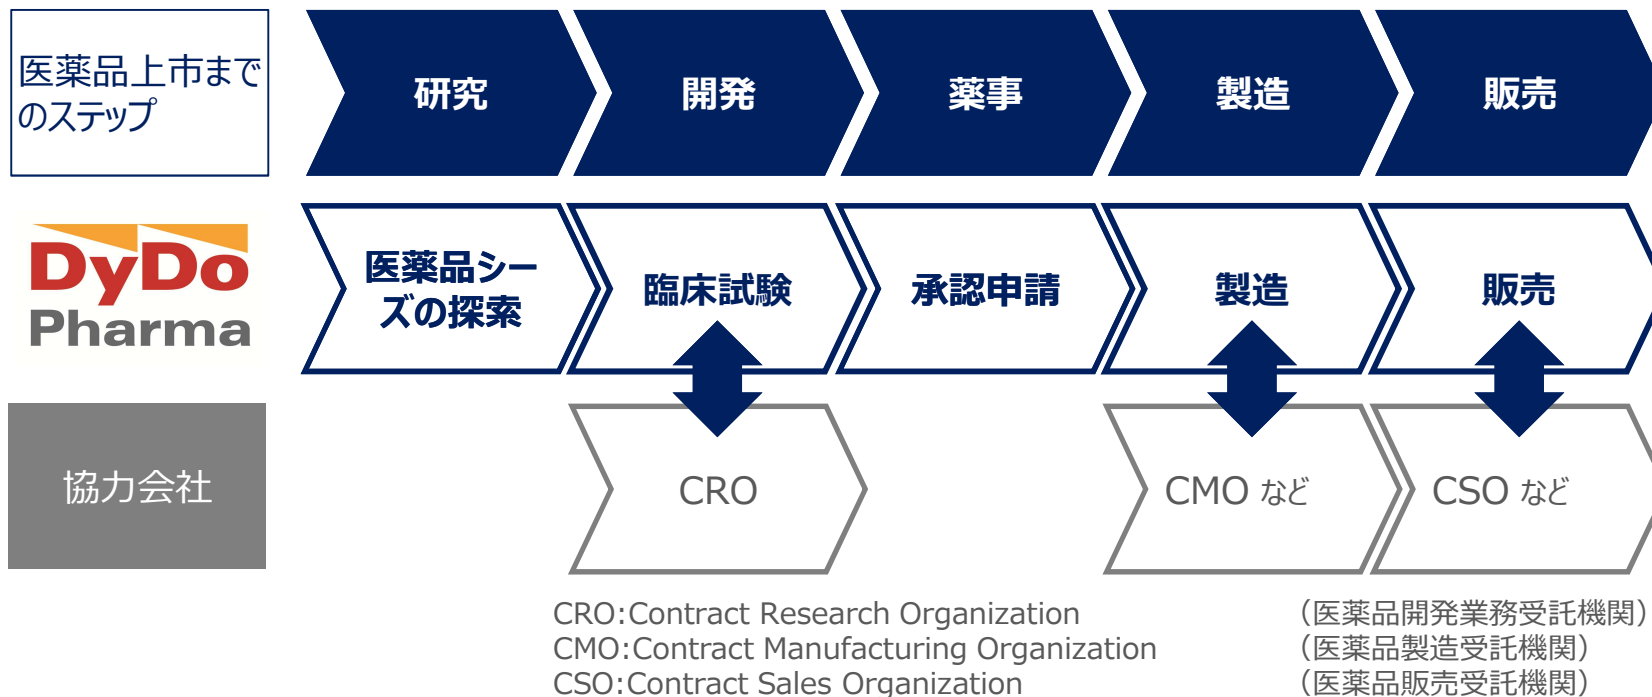 医薬品上市まで
のステップ
研究
開発
薬事
製造
販売
DyDo
Pharma
医薬品シー
ズの探索
臨床試験
承認申請
製造
販売
協力会社
CRO
CMO など
CSO など
CRO:Contract Research Organization （医薬品開発業務受託機関）
CMO:Contract Manufacturing Organization （医薬品製造受託機関）
CSO:Contract Sales Organization （医薬品販売受託機関）